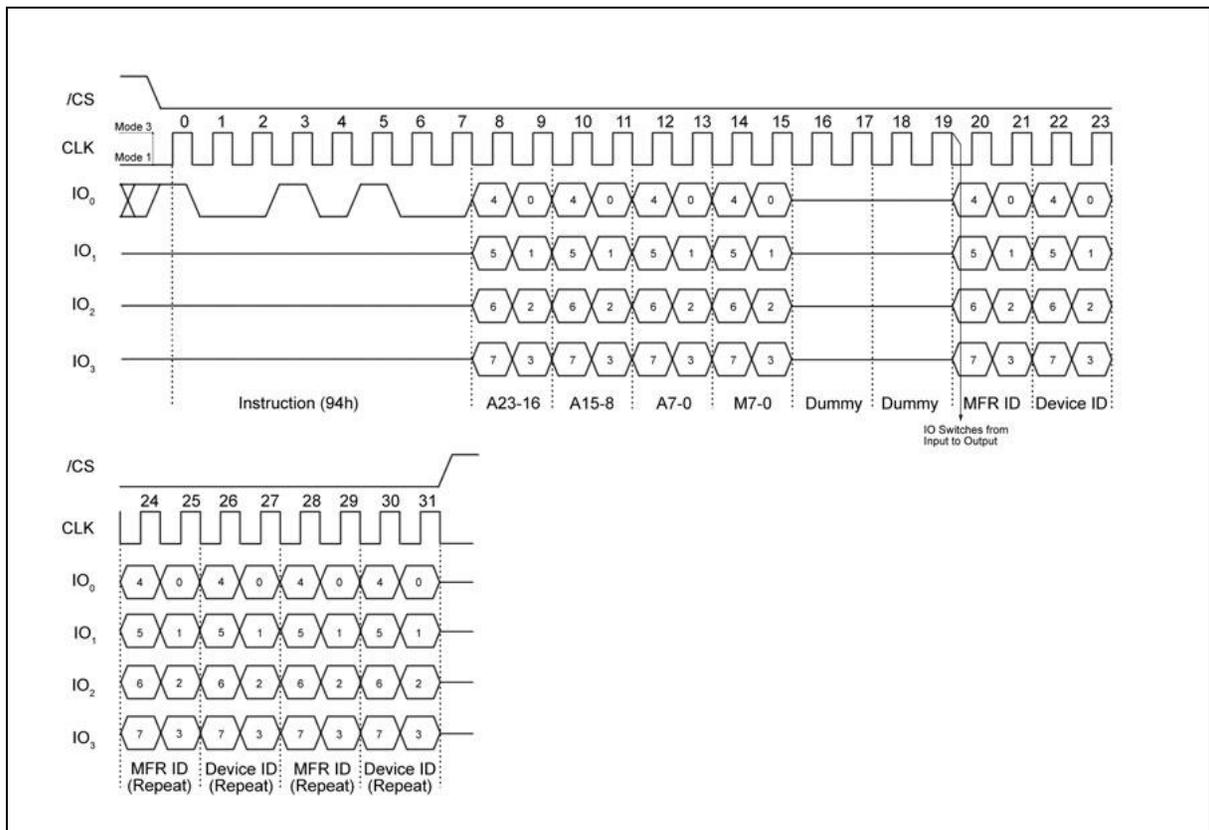 /CS
Mode 3
0 1 2 3 4 5 6 7 8 9 10 11 12 13 14 15 16 17 18 19 20 21 22 23
CLK
Mode 1
IO0 4 0 4 0 4 0 4 0 4 0 4 0
IO1 5 1 5 1 5 1 5 1 5 1 5 1
IO2 6 2 6 2 6 2 6 2 6 2 6 2
IO3 7 3 7 3 7 3 7 3 7 3 7 3
Instruction (94h) A23-16 A15-8 A7-0 M7-0 Dummy Dummy MFR ID Device ID
IO Switches from
Input to Output
/CS
24 25 26 27 28 29 30 31
CLK
IO0 4 0 4 0 4 0 4 0
IO1 5 1 5 1 5 1 5 1
IO2 6 2 6 2 6 2 6 2
IO3 7 3 7 3 7 3 7 3
MFR ID Device ID MFR ID Device ID
(Repeat) (Repeat) (Repeat) (Repeat)